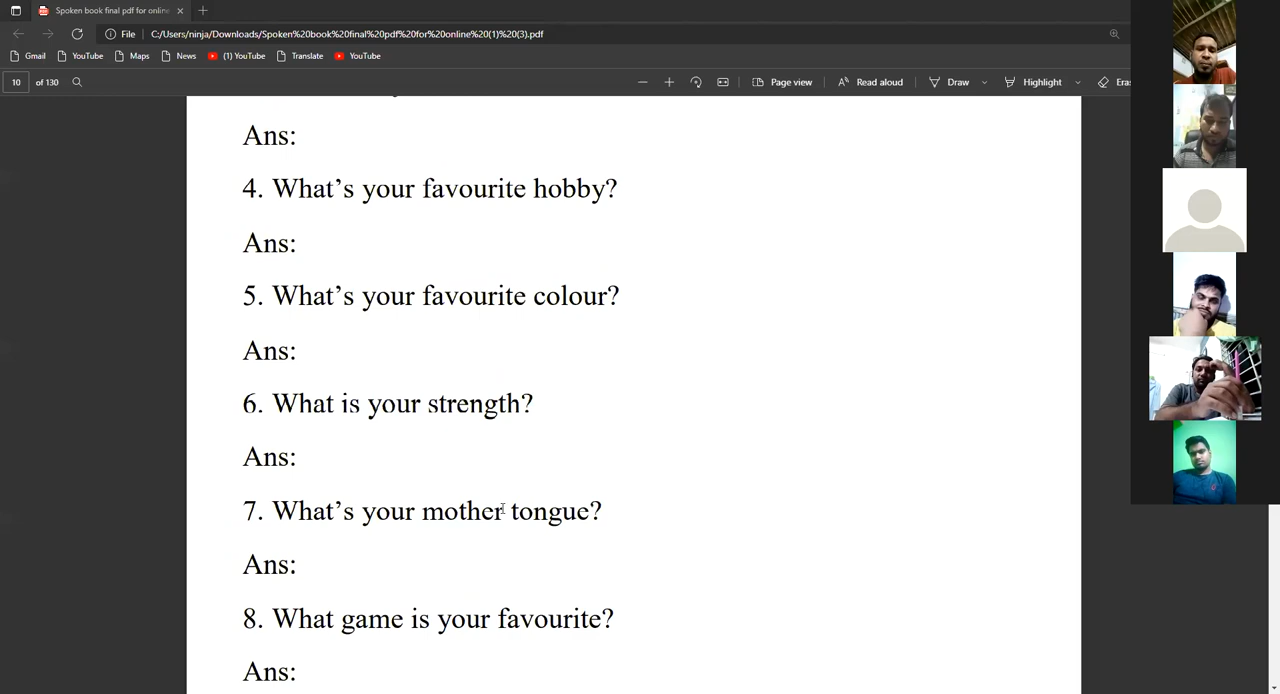 Spoken book final pdf for online
File C:/Users/ninja/Downloads/Spoken%20book%20final%20pdf%20for%20online%20(1)%20(3).pdf
Gmail YouTube Maps News (1) YouTube Translate YouTube
10 of 130 Page view Read aloud Draw Highlight Eras
Ans:
4. What’s your favourite hobby?
Ans:
5. What’s your favourite colour?
Ans:
6. What is your strength?
Ans:
7. What’s your mother tongue?
Ans:
8. What game is your favourite?
Ans: